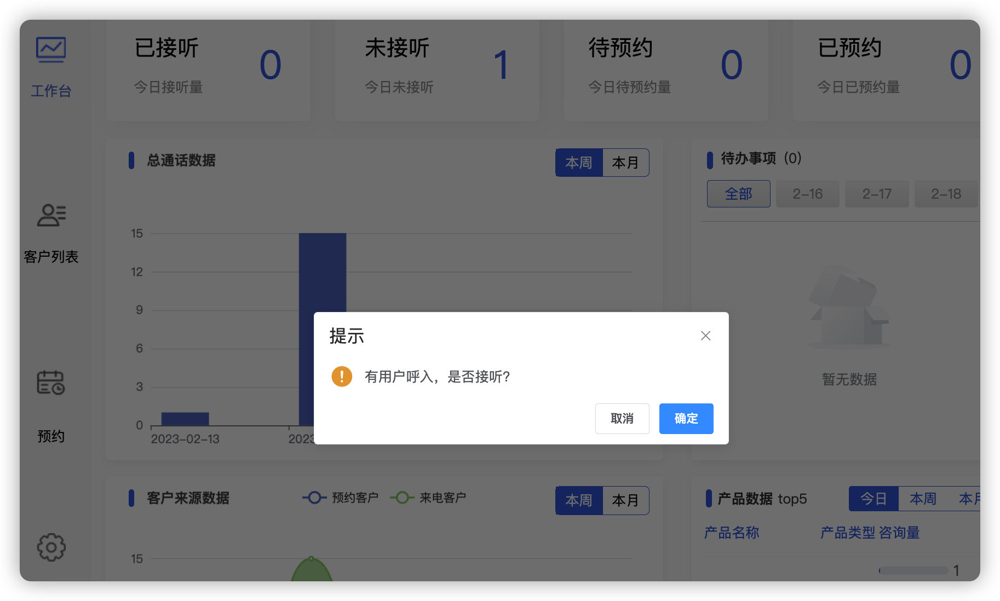 工作台
客户列表
预约
已接听
0
今日接听量
未接听
1
今日未接听
待预约
0
今日待预约量
已预约
0
今日已预约量
总通话数据
本周 本月
15
12
9
6
3
0
2023-02-13
待办事项 (0)
全部 2-16 2-17 2-18
暂无数据
提示
有用户呼入，是否接听?
取消 确定
客户来源数据
预约客户 来电客户
本周 本月
15
产品数据 top5
今日 本周 本月
产品名称 产品类型 咨询量
1